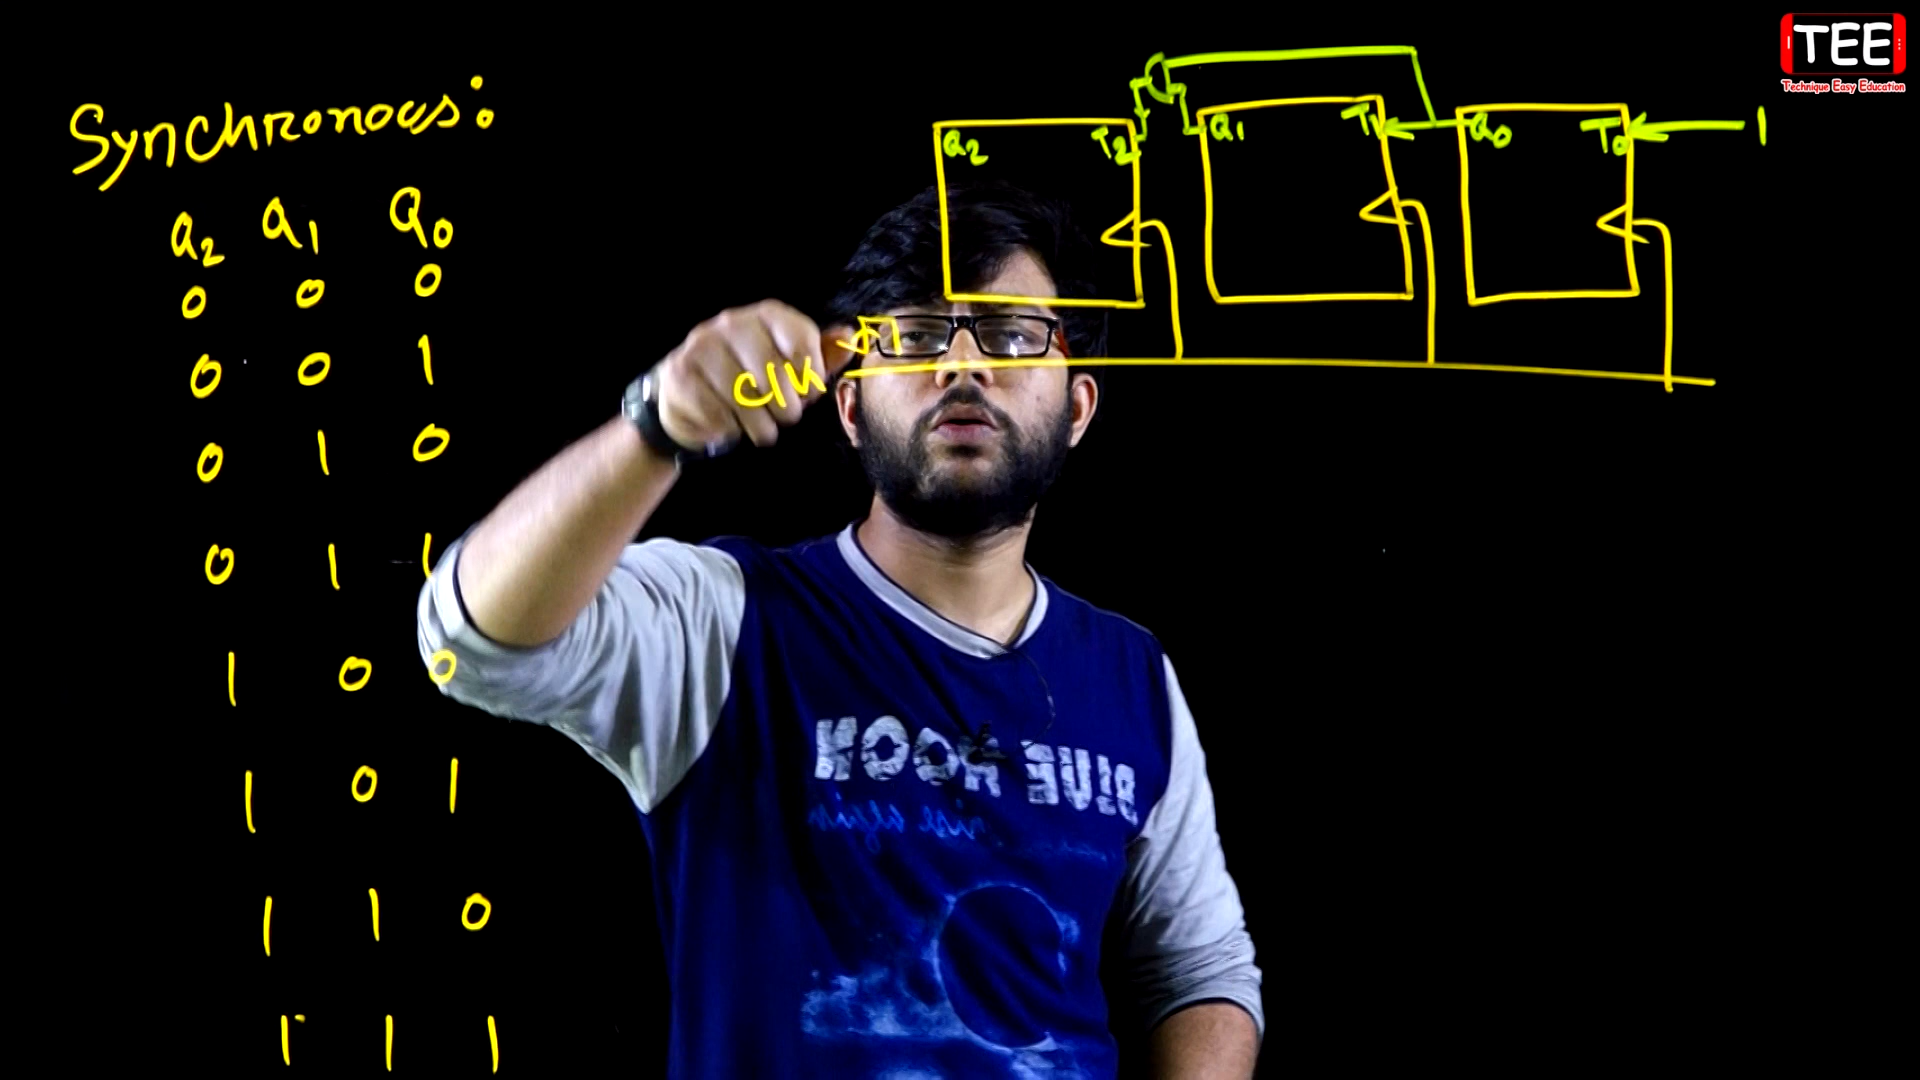 TEE
Technique Easy Education
Synchronous:
Q2 Q1 Q0
0 0 0
0 0 1
0 1 0
0 1 1
1 0 0
1 0 1
1 1 0
1 1 1
Q2 T2 Q1 T1 Q0 T0 1
Clk
BLUE MOON
rise again